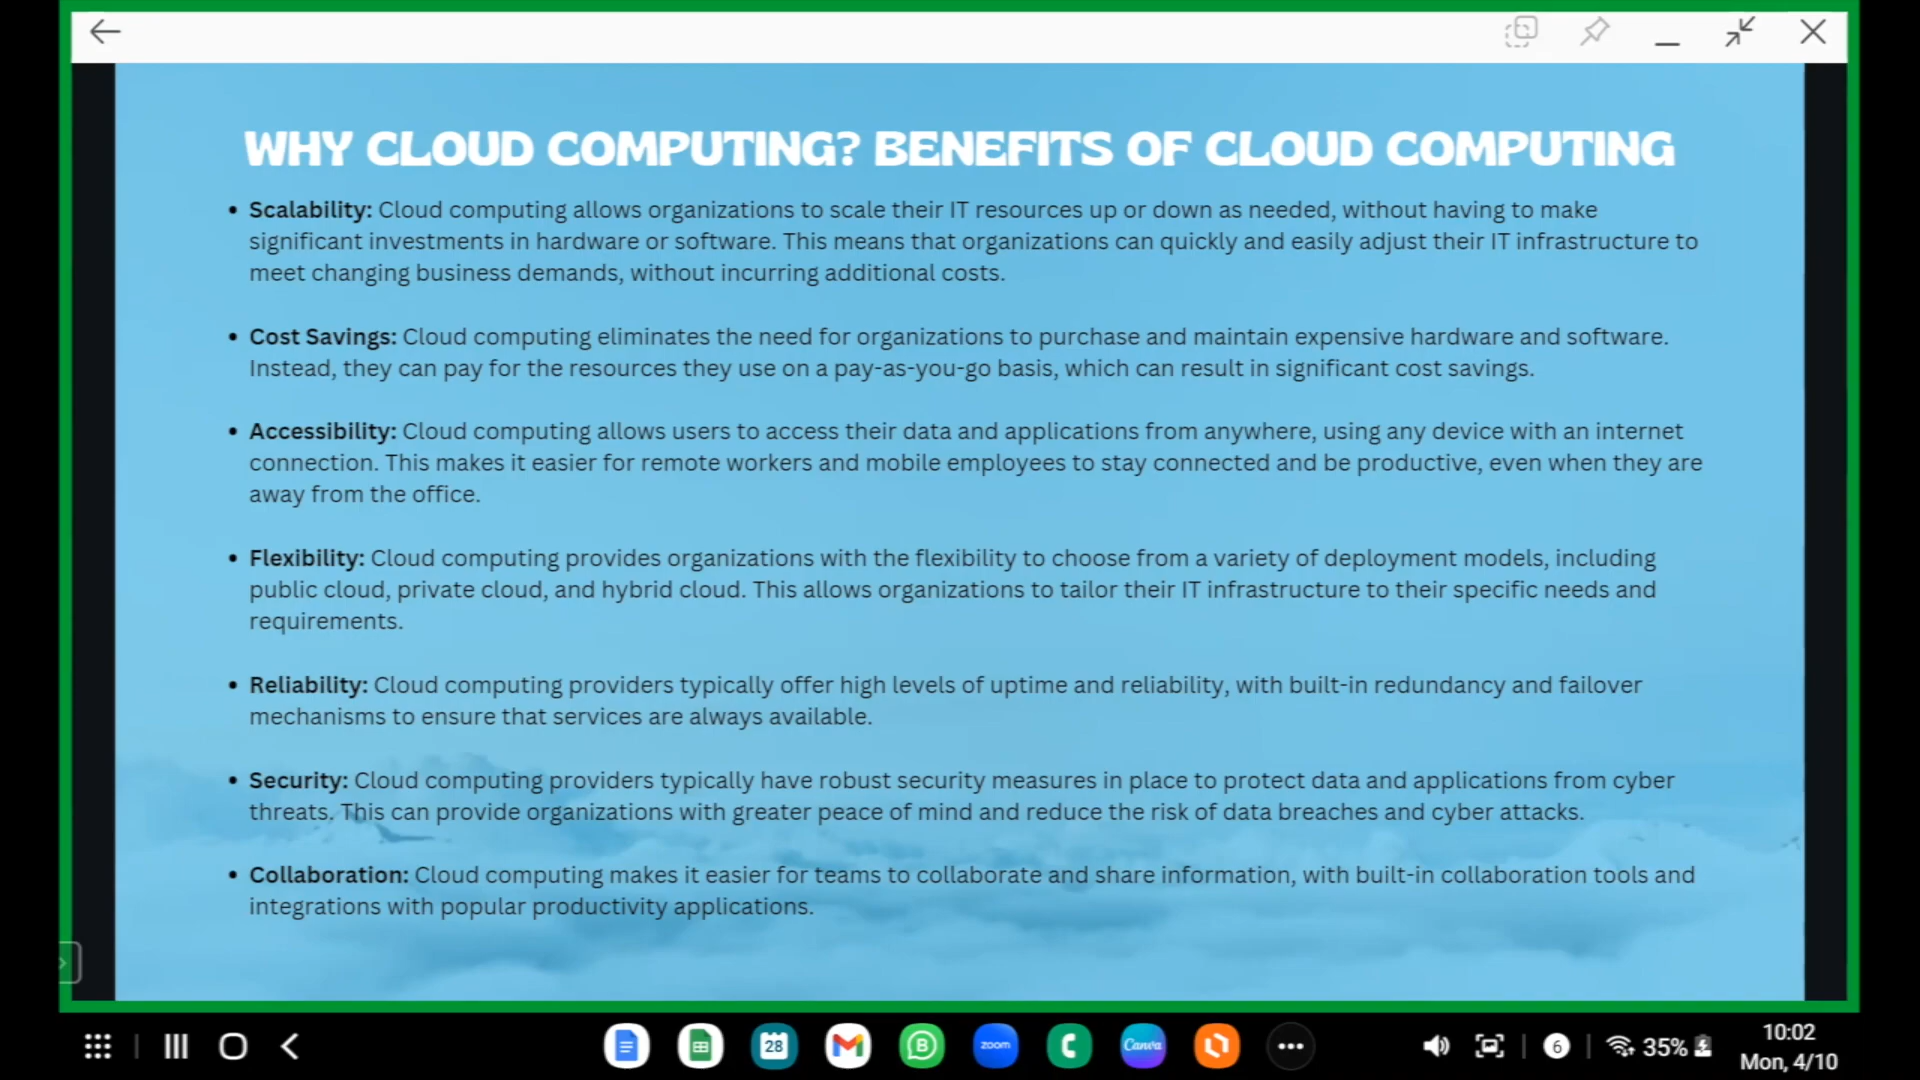 WHY CLOUD COMPUTING? BENEFITS OF CLOUD COMPUTING
• Scalability: Cloud computing allows organizations to scale their IT resources up or down as needed, without having to make
significant investments in hardware or software. This means that organizations can quickly and easily adjust their IT infrastructure to
meet changing business demands, without incurring additional costs.
• Cost Savings: Cloud computing eliminates the need for organizations to purchase and maintain expensive hardware and software.
Instead, they can pay for the resources they use on a pay-as-you-go basis, which can result in significant cost savings.
• Accessibility: Cloud computing allows users to access their data and applications from anywhere, using any device with an internet
connection. This makes it easier for remote workers and mobile employees to stay connected and be productive, even when they are
away from the office.
• Flexibility: Cloud computing provides organizations with the flexibility to choose from a variety of deployment models, including
public cloud, private cloud, and hybrid cloud. This allows organizations to tailor their IT infrastructure to their specific needs and
requirements.
• Reliability: Cloud computing providers typically offer high levels of uptime and reliability, with built-in redundancy and failover
mechanisms to ensure that services are always available.
• Security: Cloud computing providers typically have robust security measures in place to protect data and applications from cyber
threats. This can provide organizations with greater peace of mind and reduce the risk of data breaches and cyber attacks.
• Collaboration: Cloud computing makes it easier for teams to collaborate and share information, with built-in collaboration tools and
integrations with popular productivity applications.
28 B zoom Canva 6 35% 10:02
Mon, 4/10